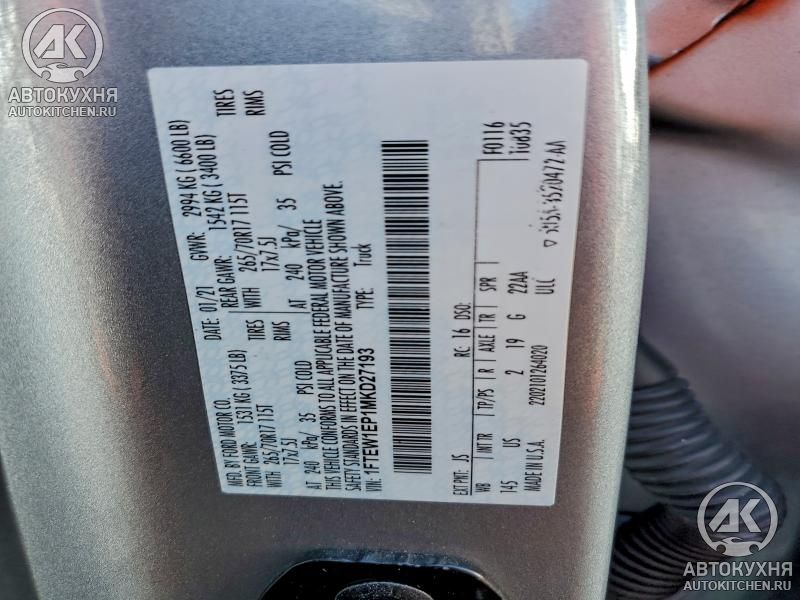 MFD. BY FORD MOTOR CO.
DATE: 01/21 GVWR: 2994 KG ( 6600 LB)
FRONT GAWR: 1531 KG ( 3375 LB) REAR GAWR: 1542 KG ( 3400 LB)
WITH 265/70R17 115T TIRES WITH 265/70R17 115T TIRES
17x7.5J RIMS 17x7.5J RIMS
AT 240 kPa/ 35 PSI COLD AT 240 kPa/ 35 PSI COLD
THIS VEHICLE CONFORMS TO ALL APPLICABLE FEDERAL MOTOR VEHICLE
SAFETY STANDARDS IN EFFECT ON THE DATE OF MANUFACTURE SHOWN ABOVE.
VIN: 1FTEW1EP1MKD27193 TYPE: Truck
F0116
EXT PNT: JS RC: 16 DSO:
WB INT TR TP/PS R AXLE TR SPR
145 US 2 19 G 22AA
ULC
MADE IN U.S.A. 22021012640​20
AK
АВТОКУХНЯ
AUTOKITCHEN.RU
AK
АВТОКУХНЯ
AUTOKITCHEN.RU